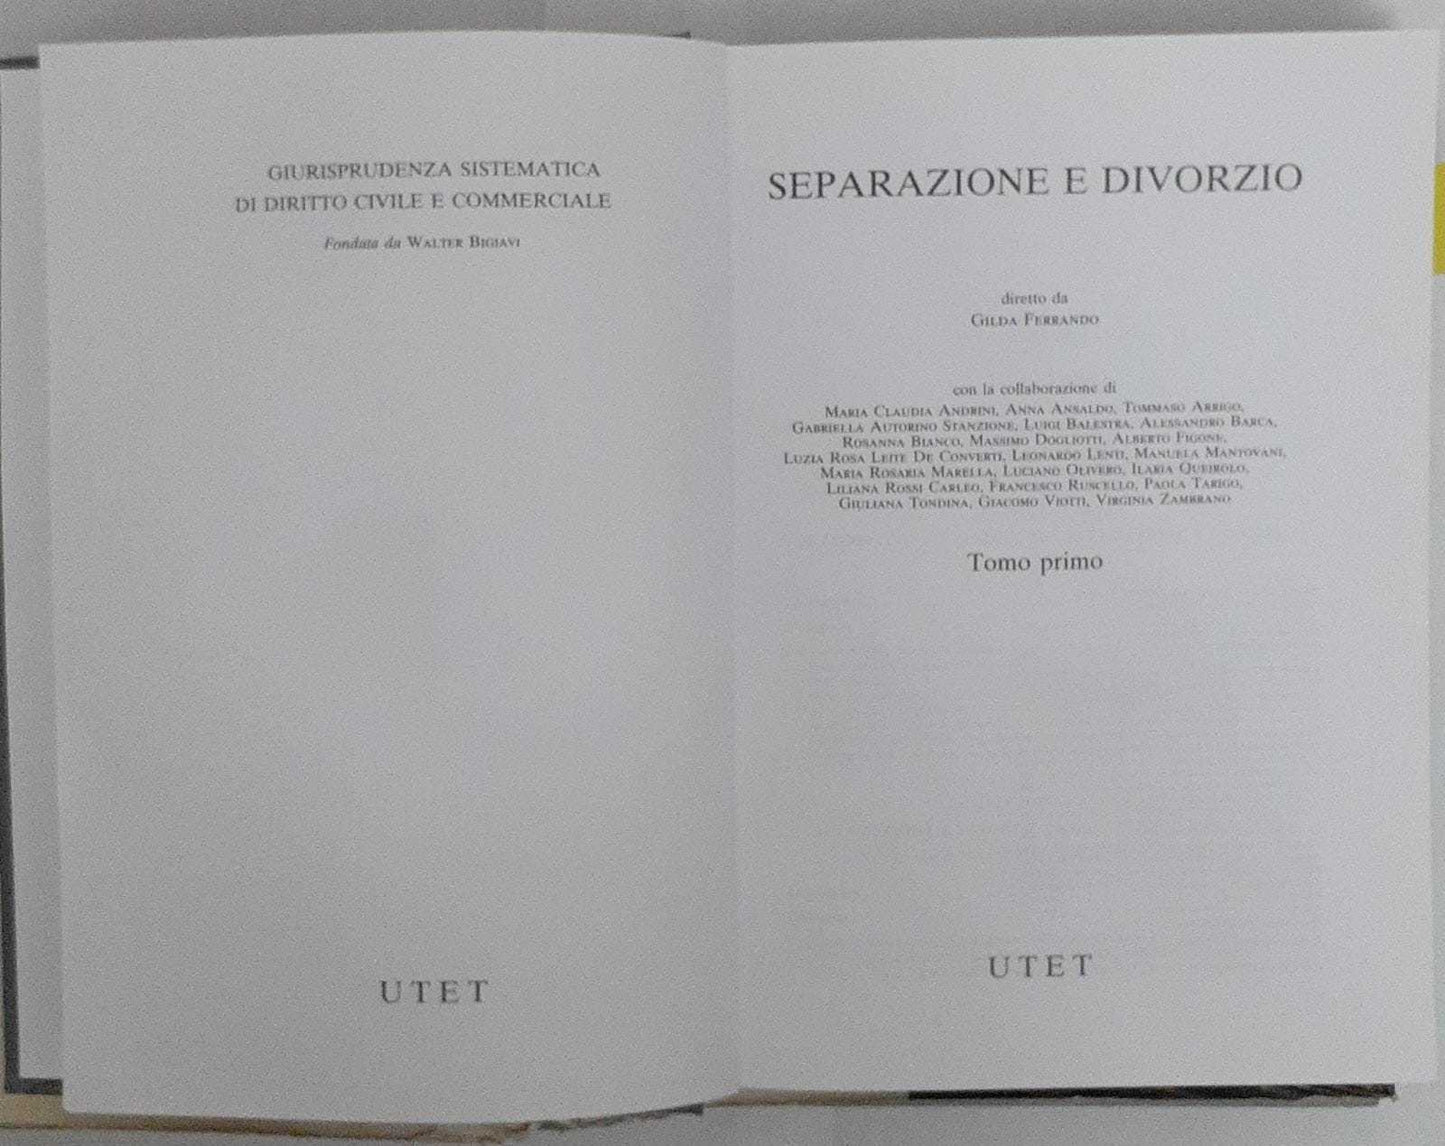 GIURISPRUDENZA SISTEMATICA
DI DIRITTO CIVILE E COMMERCIALE
Fondata da WALTER BIGIAVI
UTET
SEPARAZIONE E DIVORZIO
diretto da
GILDA FERRANDO
con la collaborazione di
MARIA CLAUDIA ANDRINI, ANNA ANSALDO, TOMMASO ARRIGO,
GABRIELLA AUTORINO STANZIONE, LUIGI BALESTRA, ALESSANDRO BARCA,
ROSANNA BIANCO, MASSIMO DOGLIOTTI, ALBERTO FIGONE,
LUZIA ROSA LEITE DE CONVERTI, LEONARDO LENTI, MANUELA MANTOVANI,
MARIA ROSARIA MARELLA, LUCIANO OLIVERO, ILARIA QUEIROLO,
LILIANA ROSSI CARLEO, FRANCESCO RUSCELLO, PAOLA TARIGO,
GIULIANA TONDINA, GIACOMO VIOTTI, VIRGINIA ZAMBRANO
Tomo primo
UTET